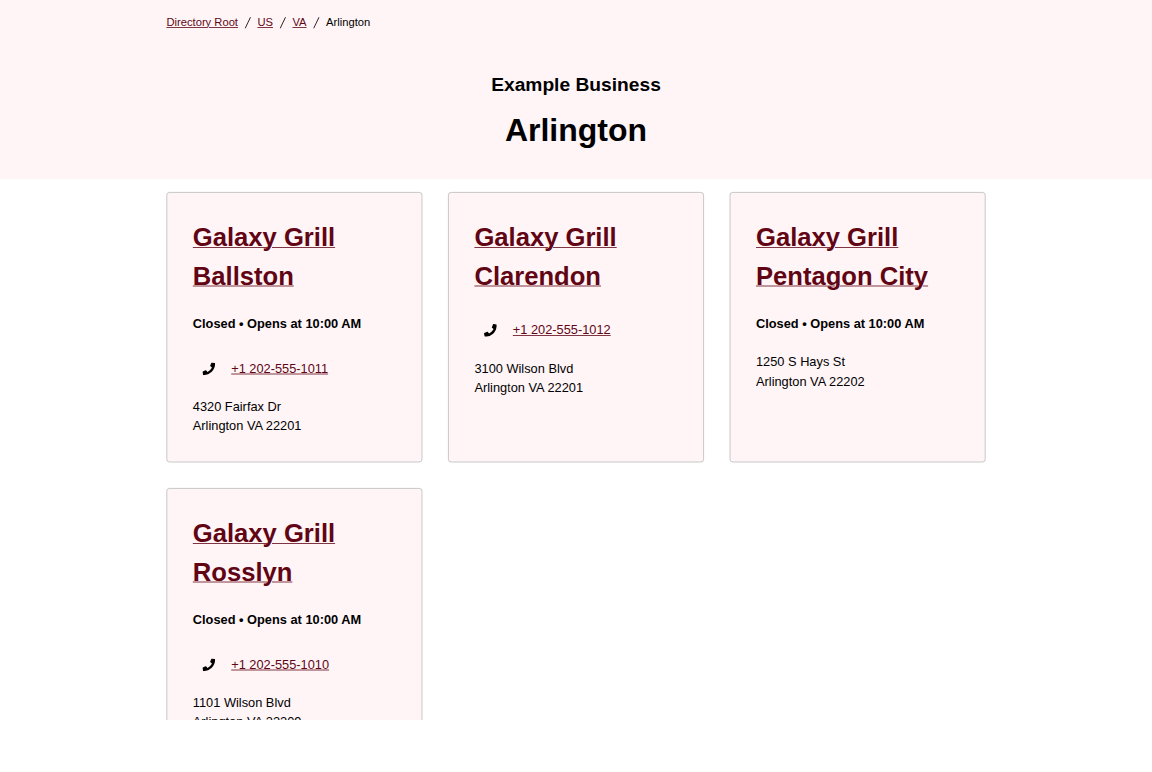 Directory Root / US / VA / Arlington
Example Business
Arlington
Galaxy Grill
Ballston
Closed • Opens at 10:00 AM
+1 202-555-1011
4320 Fairfax Dr
Arlington VA 22201
Galaxy Grill
Clarendon
+1 202-555-1012
3100 Wilson Blvd
Arlington VA 22201
Galaxy Grill
Pentagon City
Closed • Opens at 10:00 AM
1250 S Hays St
Arlington VA 22202
Galaxy Grill
Rosslyn
Closed • Opens at 10:00 AM
+1 202-555-1010
1101 Wilson Blvd
Arlington VA